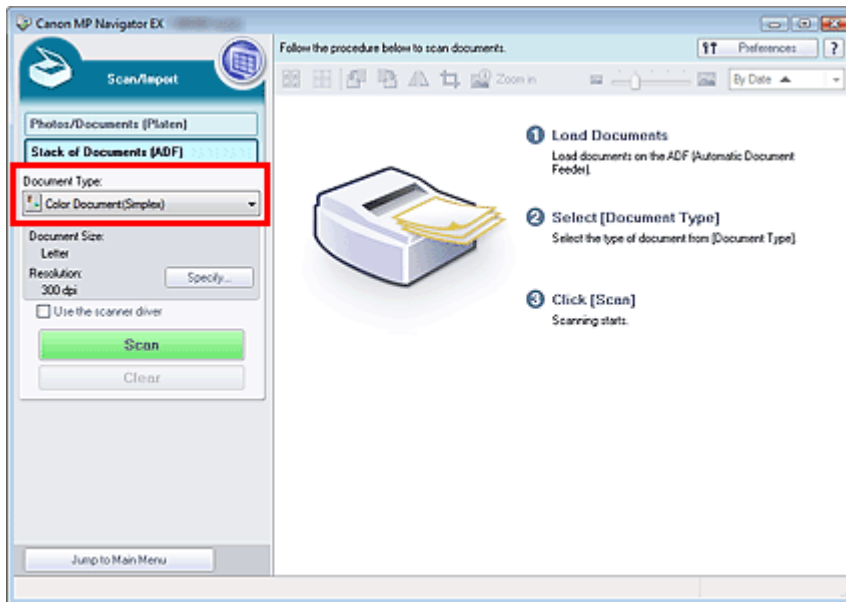 Canon MP Navigator EX
Scan/Import
Photos/Documents (Platen)
Stack of Documents (ADF)
Document Type:
Color Document(Simplex)
Document Size:
Letter
Resolution:
300 dpi
Specify...
Use the scanner driver
Scan
Clear
Jump to Main Menu
Follow the procedure below to scan documents.
Preferences
?
Zoom in
By Date
1 Load Documents
Load documents on the ADF (Automatic Document
Feeder).
2 Select [Document Type]
Select the type of document from [Document Type]
3 Click [Scan]
Scanning starts.